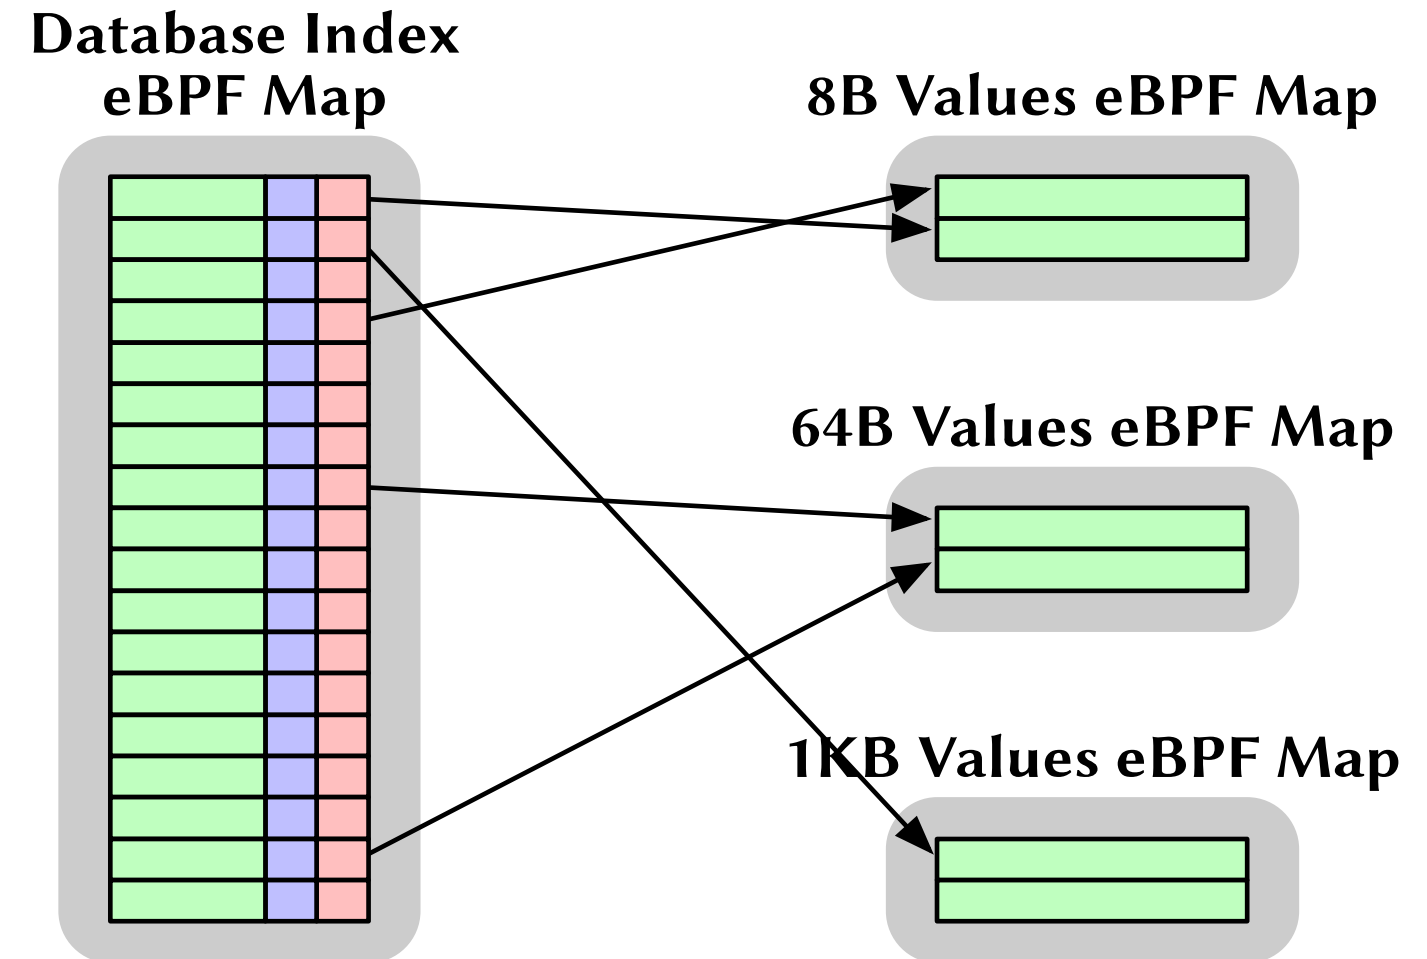 Database Index
eBPF Map
8B Values eBPF Map
64B Values eBPF Map
1KB Values eBPF Map